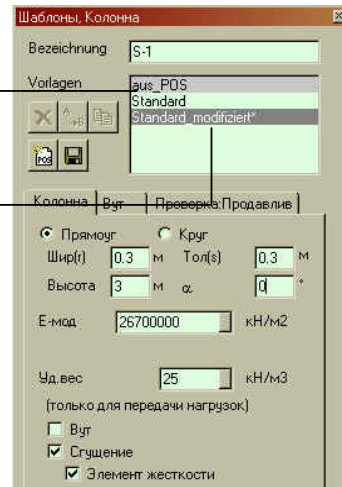 Шаблоны, Колонна
Bezeichnung S-1
Vorlagen aus_POS
Standard
Standard_modifiziert*
POS
Колонна Вут Проверка:Продавлив
Прямоуг Круг
Шир(r) 0.3 м Тол(s) 0.3 м
Высота 3 м α 0 °
Е-мод 26700000 кН/м2
Уд.вес 25 кН/м3
(только для передачи нагрузок)
Вут
Сгущение
Элемент жесткости